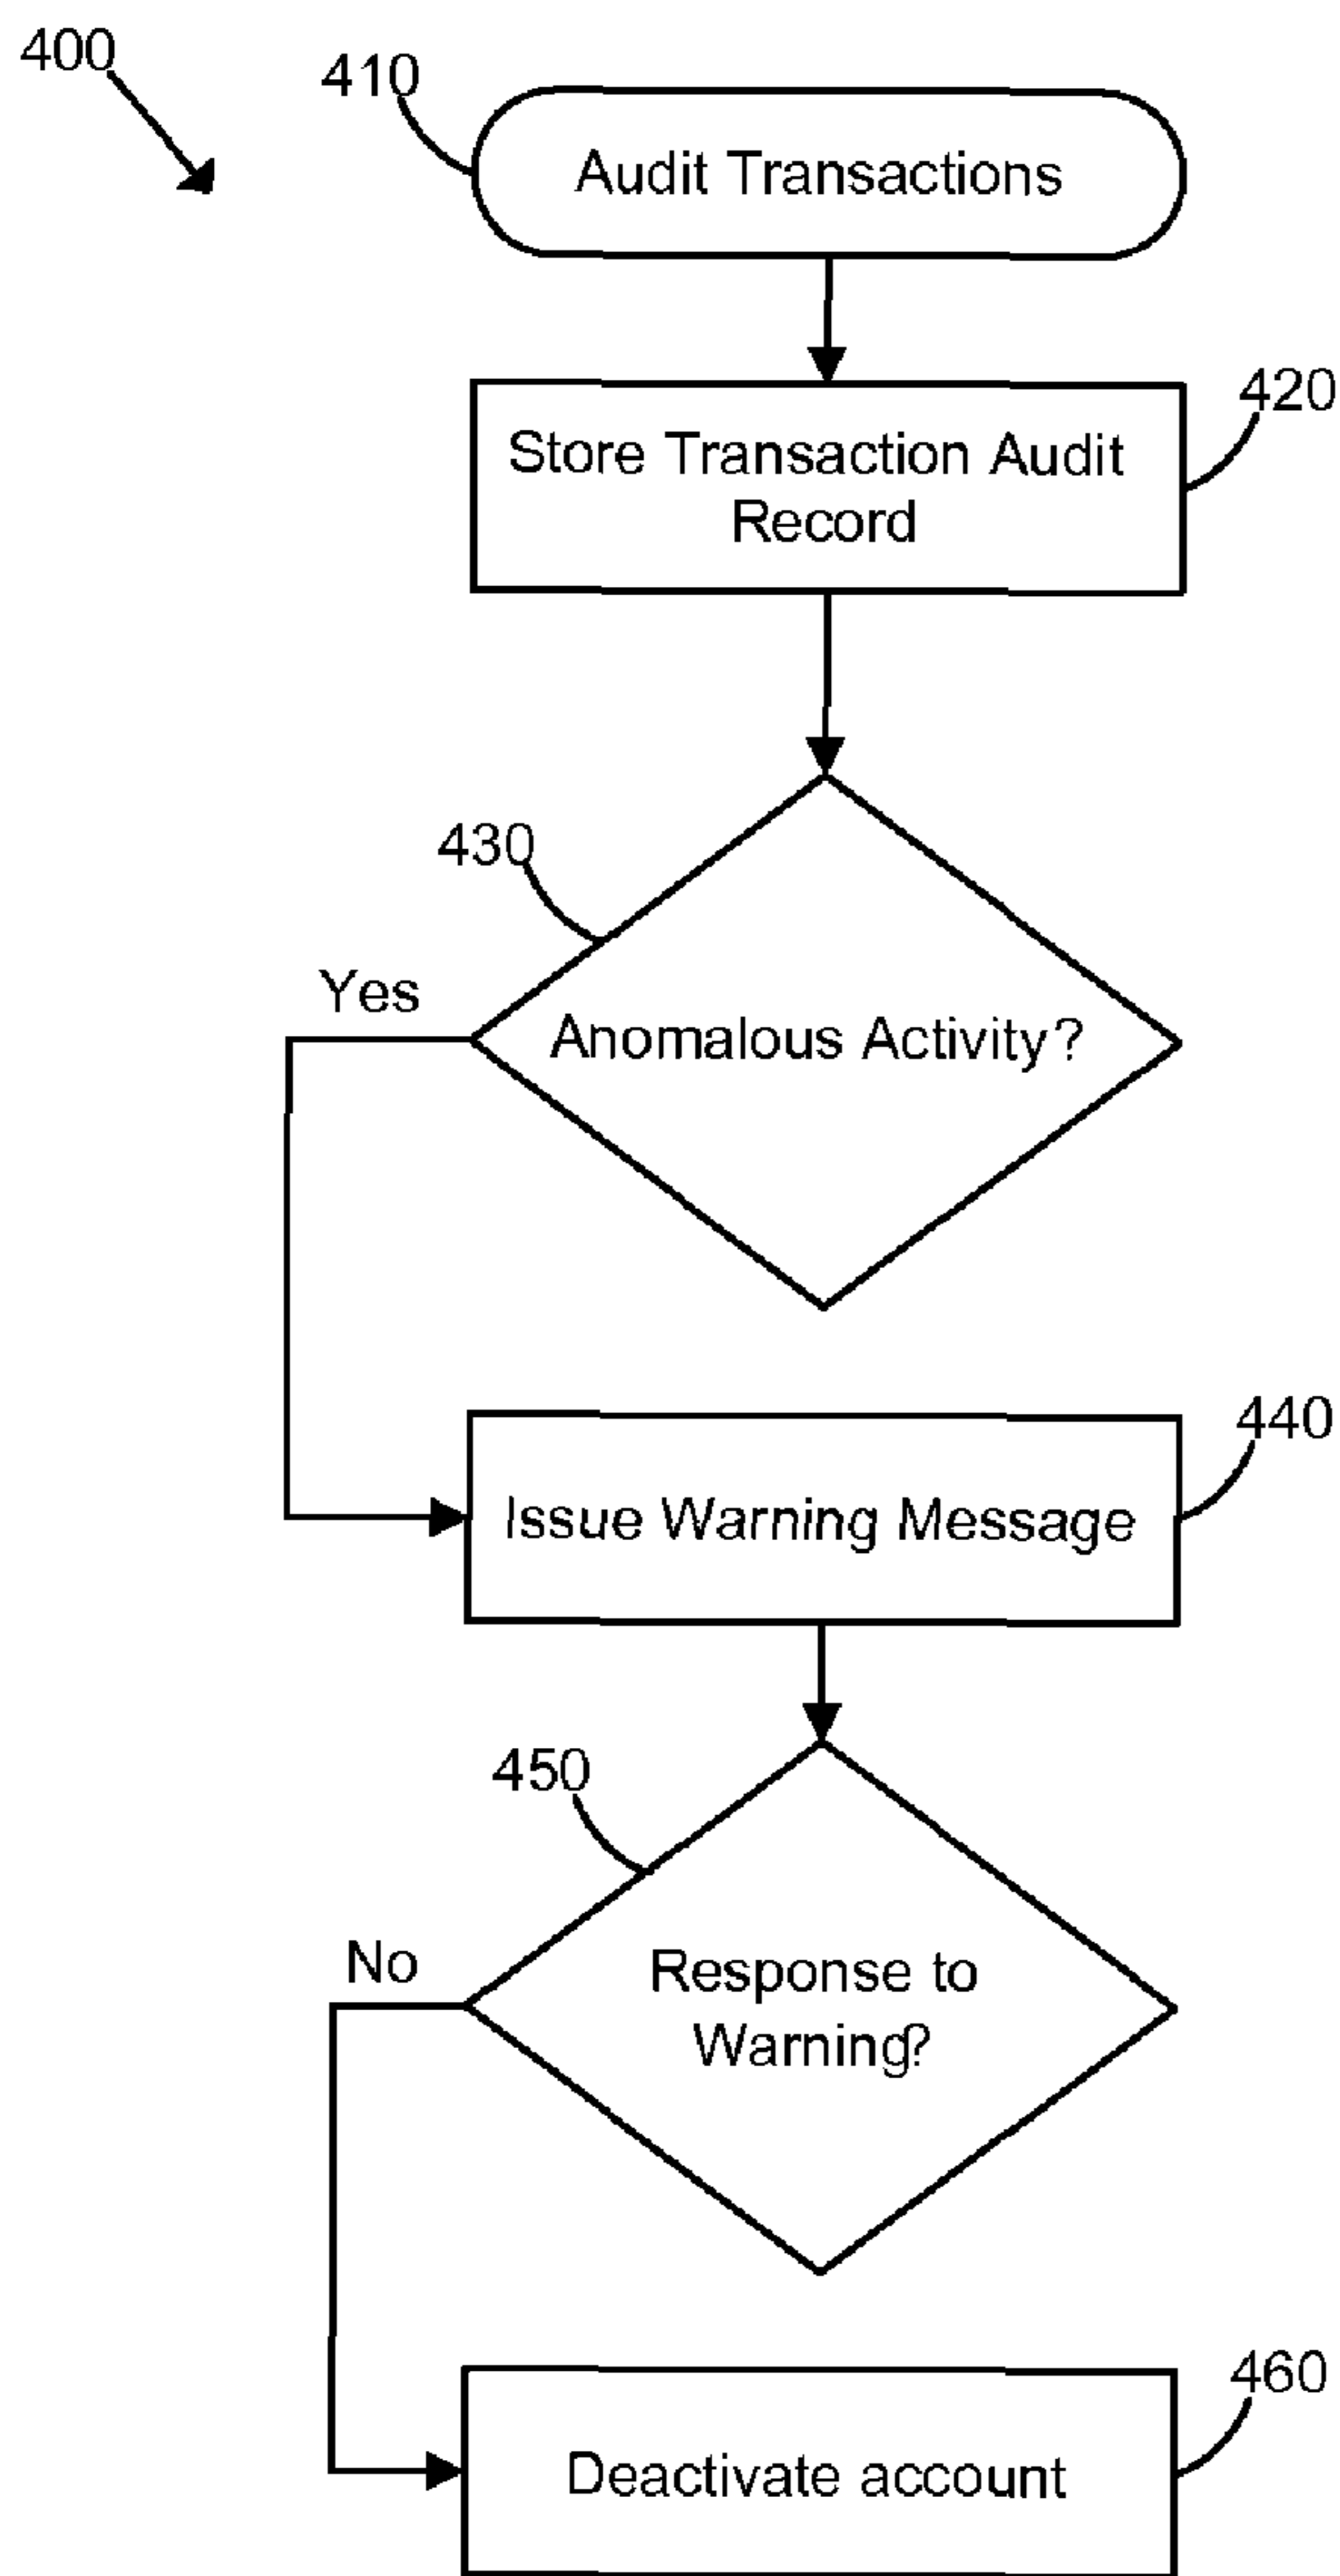 400
410
Audit Transactions
420
Store Transaction Audit
Record
430
Yes
Anomalous Activity?
440
Issue Warning Message
450
No
Response to
Warning?
460
Deactivate account